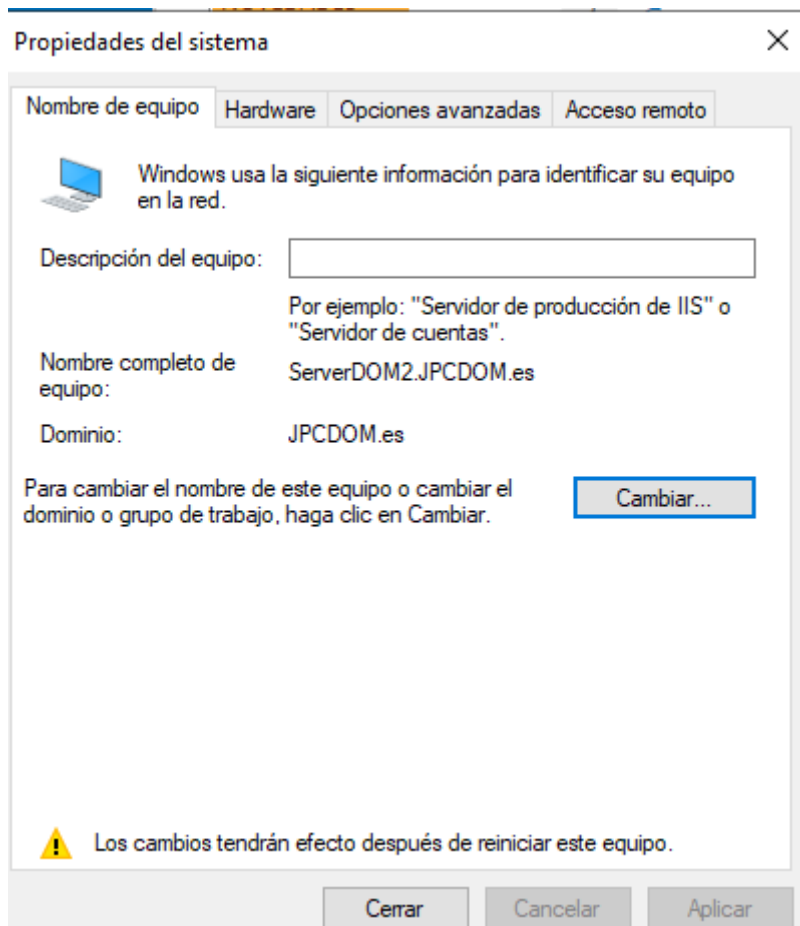 Propiedades del sistema
Nombre de equipo Hardware Opciones avanzadas Acceso remoto
Windows usa la siguiente información para identificar su equipo
en la red.
Descripción del equipo:
Por ejemplo: "Servidor de producción de IIS" o
"Servidor de cuentas".
Nombre completo de
equipo:
ServerDOM2.JPCDOM.es
Dominio: JPCDOM.es
Para cambiar el nombre de este equipo o cambiar el
dominio o grupo de trabajo, haga clic en Cambiar.
Cambiar...
Los cambios tendrán efecto después de reiniciar este equipo.
Cerrar Cancelar Aplicar